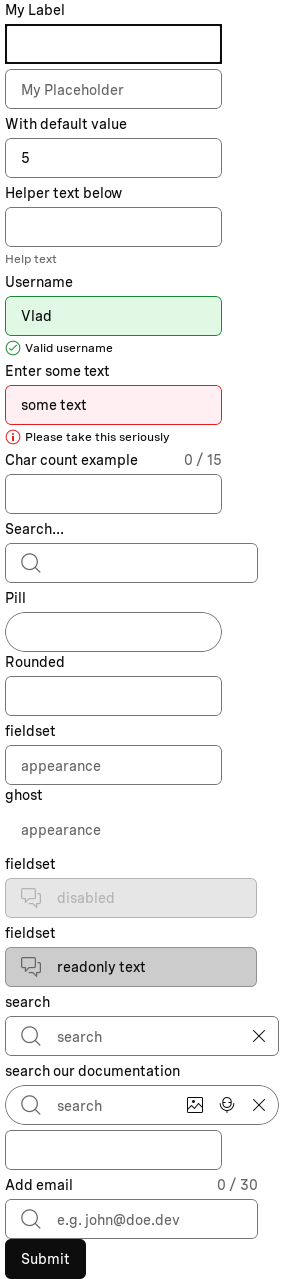 My Label
My Placeholder
With default value
5
Helper text below
Help text
Username
Vlad
Valid username
Enter some text
some text
Please take this seriously
Char count example 0 / 15
Search...
Pill
Rounded
fieldset
appearance
ghost
appearance
fieldset
disabled
fieldset
readonly text
search
search
search our documentation
search
Add email 0 / 30
e.g. john@doe.dev
Submit